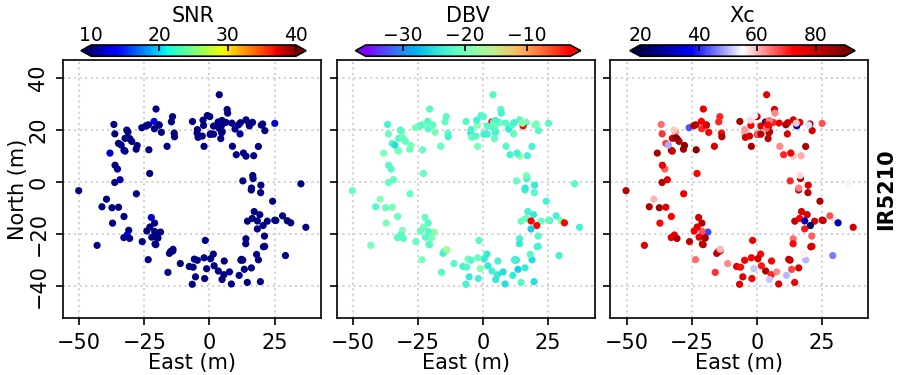 SNR DBV Xc
10 20 30 40 −30 −20 −10 20 40 60 80
40
20
0
−20
−40
North (m)
−50 −25 0 25 −50 −25 0 25 −50 −25 0 25
East (m) East (m) East (m)
IR5210